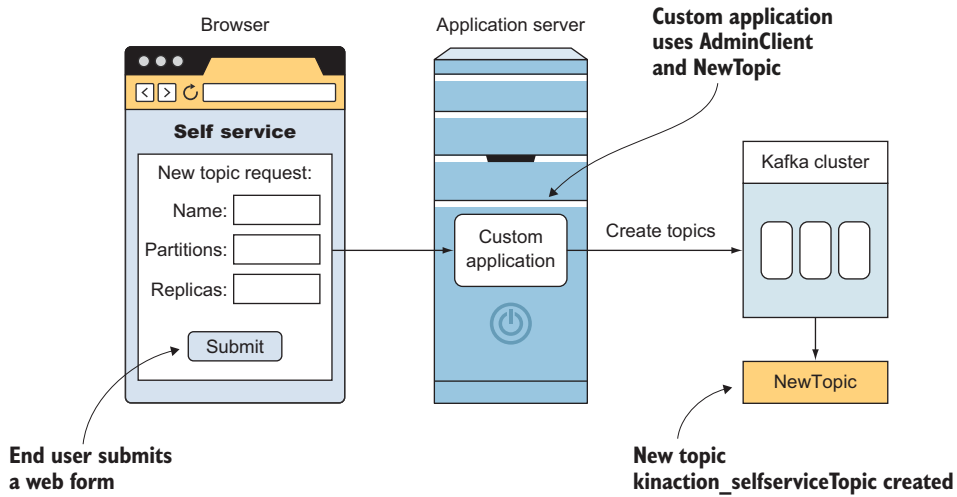 Browser
Application server
Custom application
uses AdminClient
and NewTopic
Self service
New topic request:
Name:
Partitions:
Replicas:
Submit
Custom
application
Create topics
Kafka cluster
NewTopic
End user submits
a web form
New topic
kinaction_selfserviceTopic created